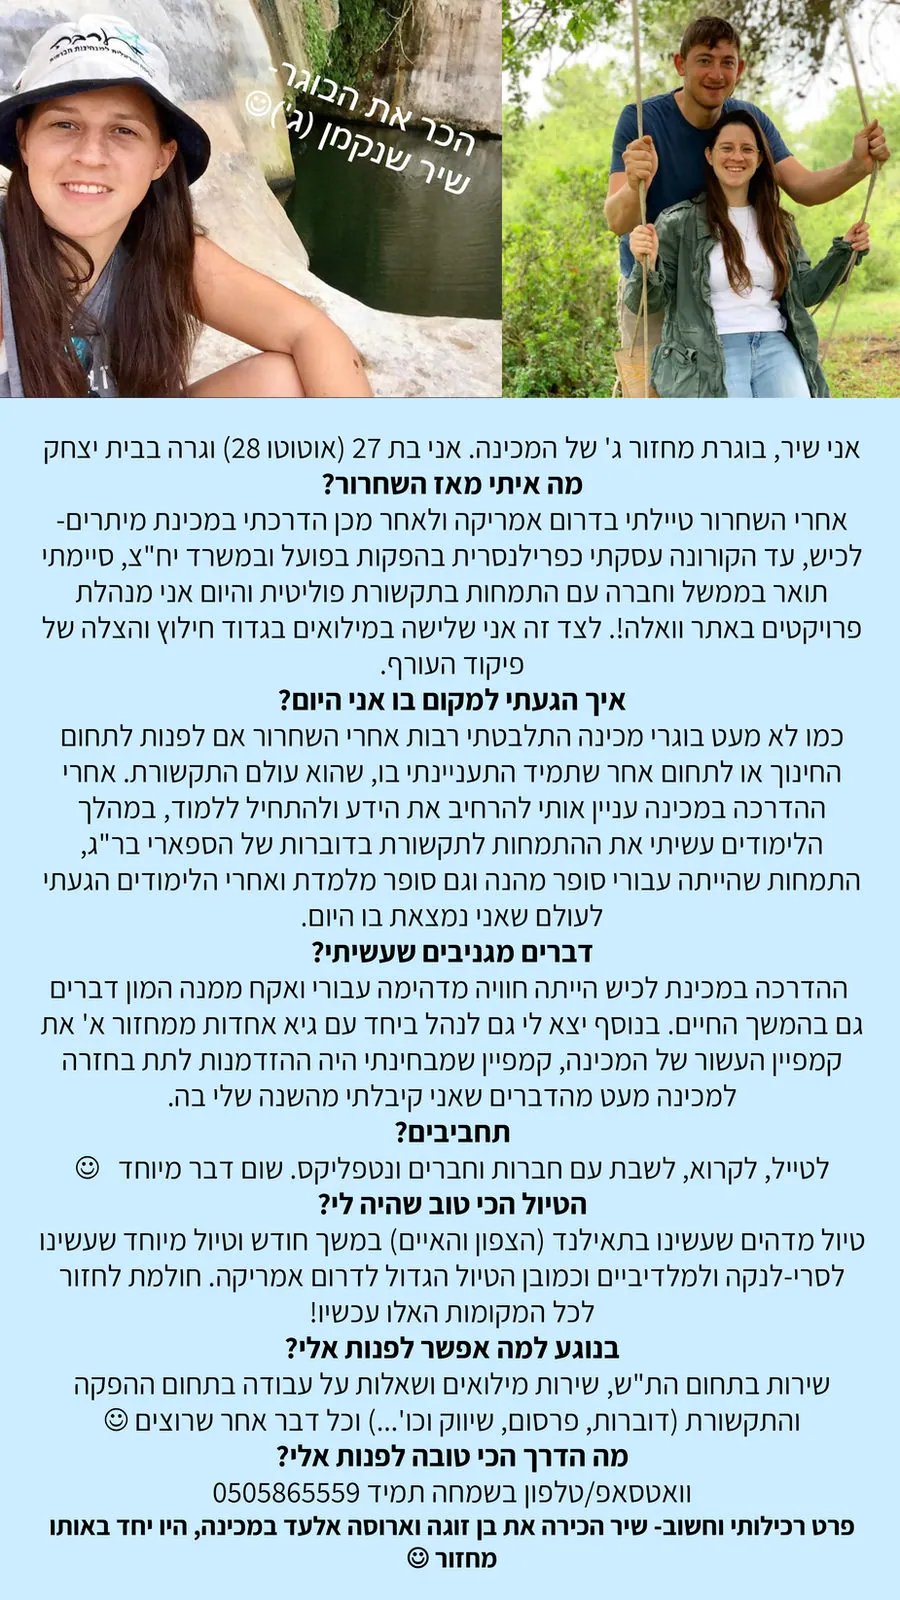 הכר את הבוגר-
שיר שנקמן (ג')☺
אני שיר, בוגרת מחזור ג' של המכינה. אני בת 27 (אוטוטו 28) וגרה בבית יצחק
מה איתי מאז השחרור?
אחרי השחרור טיילתי בדרום אמריקה ולאחר מכן הדרכתי במכינת מיתרים-
לכיש, עד הקורונה עסקתי כפרילנסרית בהפקות בפועל ובמשרד יח"צ, סיימתי
תואר בממשל וחברה עם התמחות בתקשורת פוליטית והיום אני מנהלת
פרויקטים באתר וואלה!. לצד זה אני שלישה במילואים בגדוד חילוץ והצלה של
פיקוד העורף.
איך הגעתי למקום בו אני היום?
כמו לא מעט בוגרי מכינה התלבטתי רבות אחרי השחרור אם לפנות לתחום
החינוך או לתחום אחר שתמיד התעניינתי בו, שהוא עולם התקשורת. אחרי
ההדרכה במכינה עניין אותי להרחיב את הידע ולהתחיל ללמוד, במהלך
הלימודים עשיתי את ההתמחות לתקשורת בדוברות של הספארי בר"ג,
התמחות שהייתה עבורי סופר מהנה וגם סופר מלמדת ואחרי הלימודים הגעתי
לעולם שאני נמצאת בו היום.
דברים מגניבים שעשיתי?
ההדרכה במכינת לכיש הייתה חוויה מדהימה עבורי ואקח ממנה המון דברים
גם בהמשך החיים. בנוסף יצא לי גם לנהל ביחד עם גיא אחדות ממחזור א' את
קמפיין העשור של המכינה, קמפיין שמבחינתי היה ההזדמנות לתת בחזרה
למכינה מעט מהדברים שאני קיבלתי מהשנה שלי בה.
תחביבים?
לטייל, לקרוא, לשבת עם חברות וחברים ונטפליקס. שום דבר מיוחד ☺
הטיול הכי טוב שהיה לי?
טיול מדהים שעשינו בתאילנד (הצפון והאיים) במשך חודש וטיול מיוחד שעשינו
לסרי-לנקה ולמלדיביים וכמובן הטיול הגדול לדרום אמריקה. חולמת לחזור
לכל המקומות האלו עכשיו!
בנוגע למה אפשר לפנות אלי?
שירות בתחום הת"ש, שירות מילואים ושאלות על עבודה בתחום ההפקה
והתקשורת (דוברות, פרסום, שיווק וכו'...) וכל דבר אחר שרוצים ☺
מה הדרך הכי טובה לפנות אלי?
וואטסאפ/טלפון בשמחה תמיד 0505865559
פרט רכילותי וחשוב- שיר הכירה את בן זוגה וארוסה אלעד במכינה, היו יחד באותו
מחזור ☺